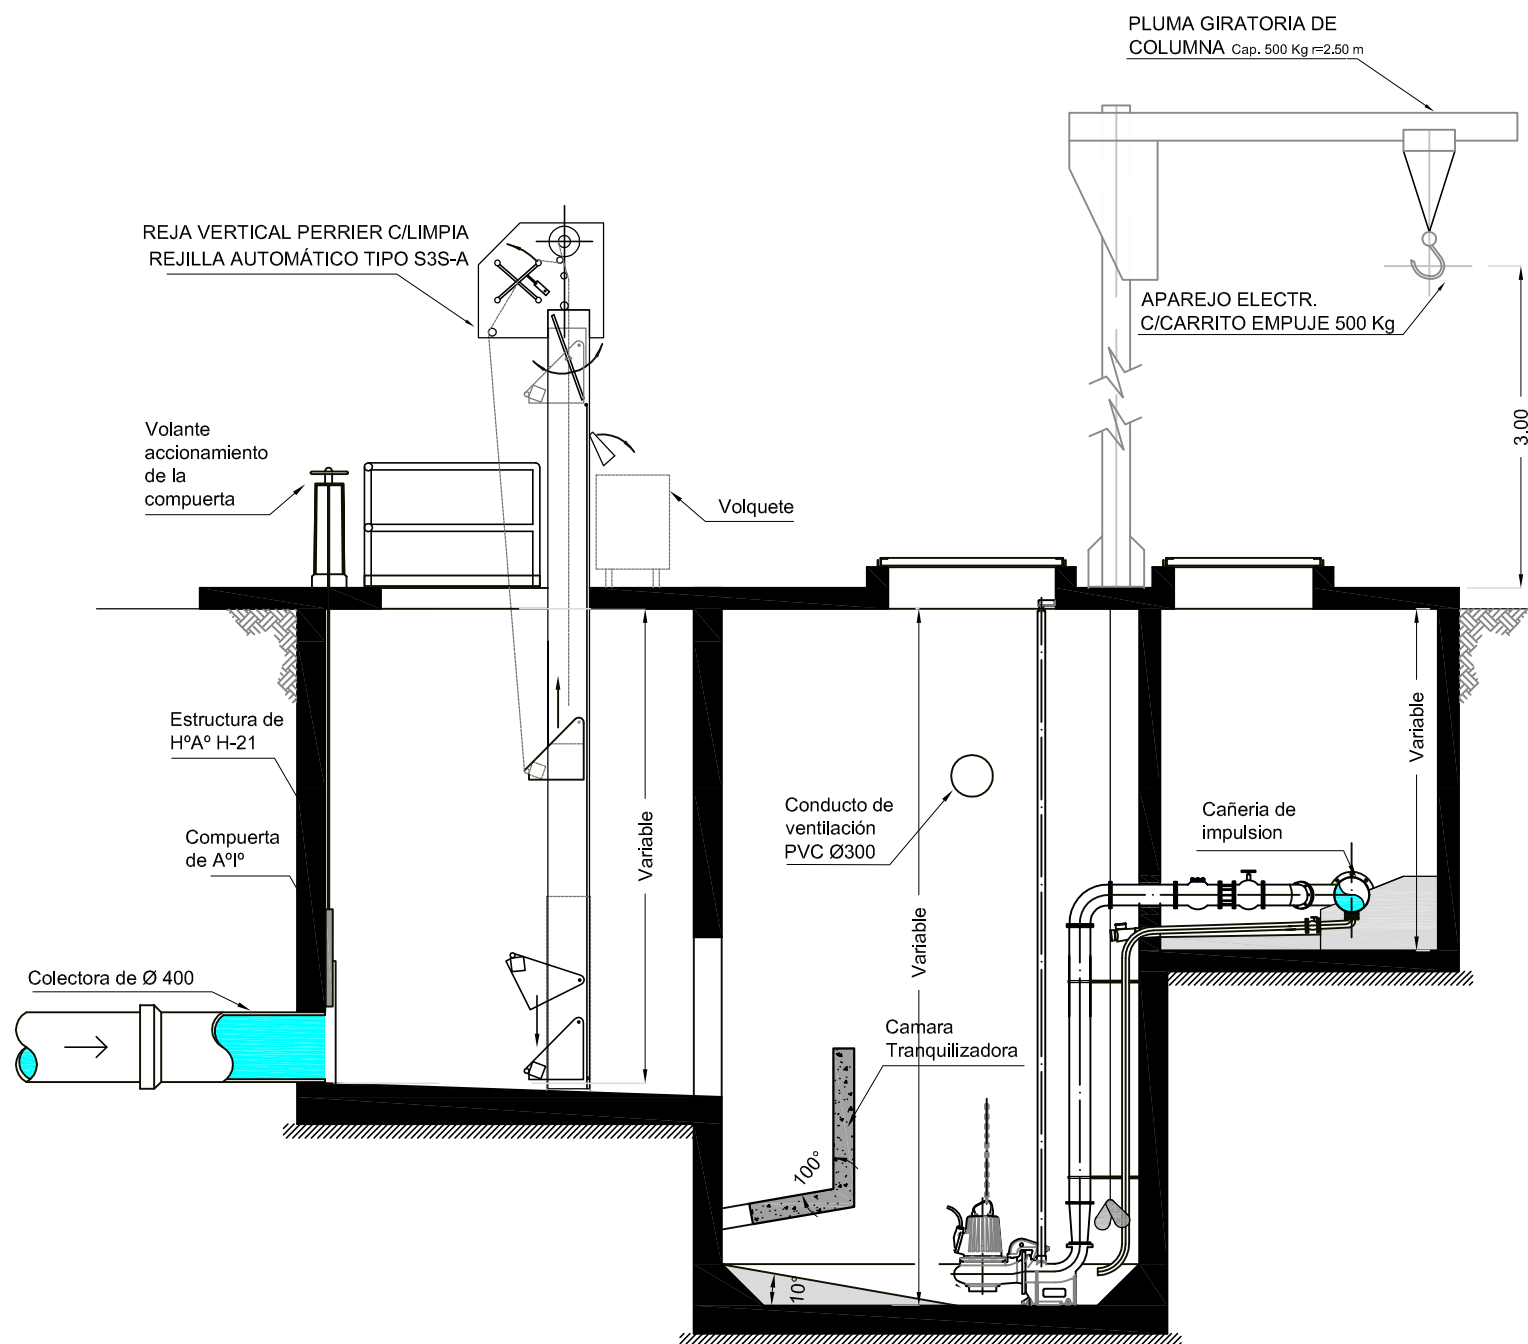 PLUMA GIRATORIA DE
COLUMNA Cap. 500 Kg r=2.50 m
REJA VERTICAL PERRIER C/LIMPIA
REJILLA AUTOMÁTICO TIPO S3S-A
APAREJO ELECTR.
C/CARRITO EMPUJE 500 Kg
3.00
Volante
accionamiento
de la
compuerta
Volquete
Estructura de
HºAº H-21
Compuerta
de AºIº
Variable
Conducto de
ventilación
PVC Ø300
Variable
Cañeria de
impulsion
Variable
Colectora de Ø 400
Camara
Tranquilizadora
100°
10°